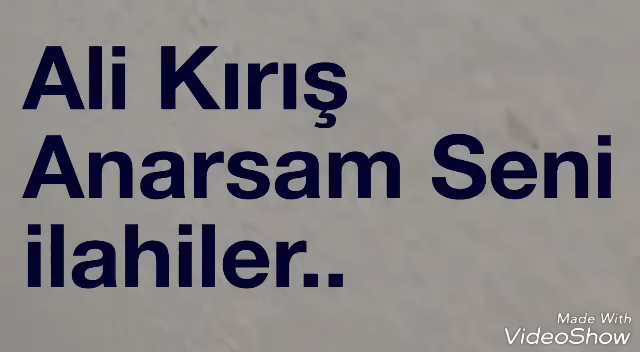 Ali Kırış
Anarsam Seni
ilahiler..
Made With
VideoShow